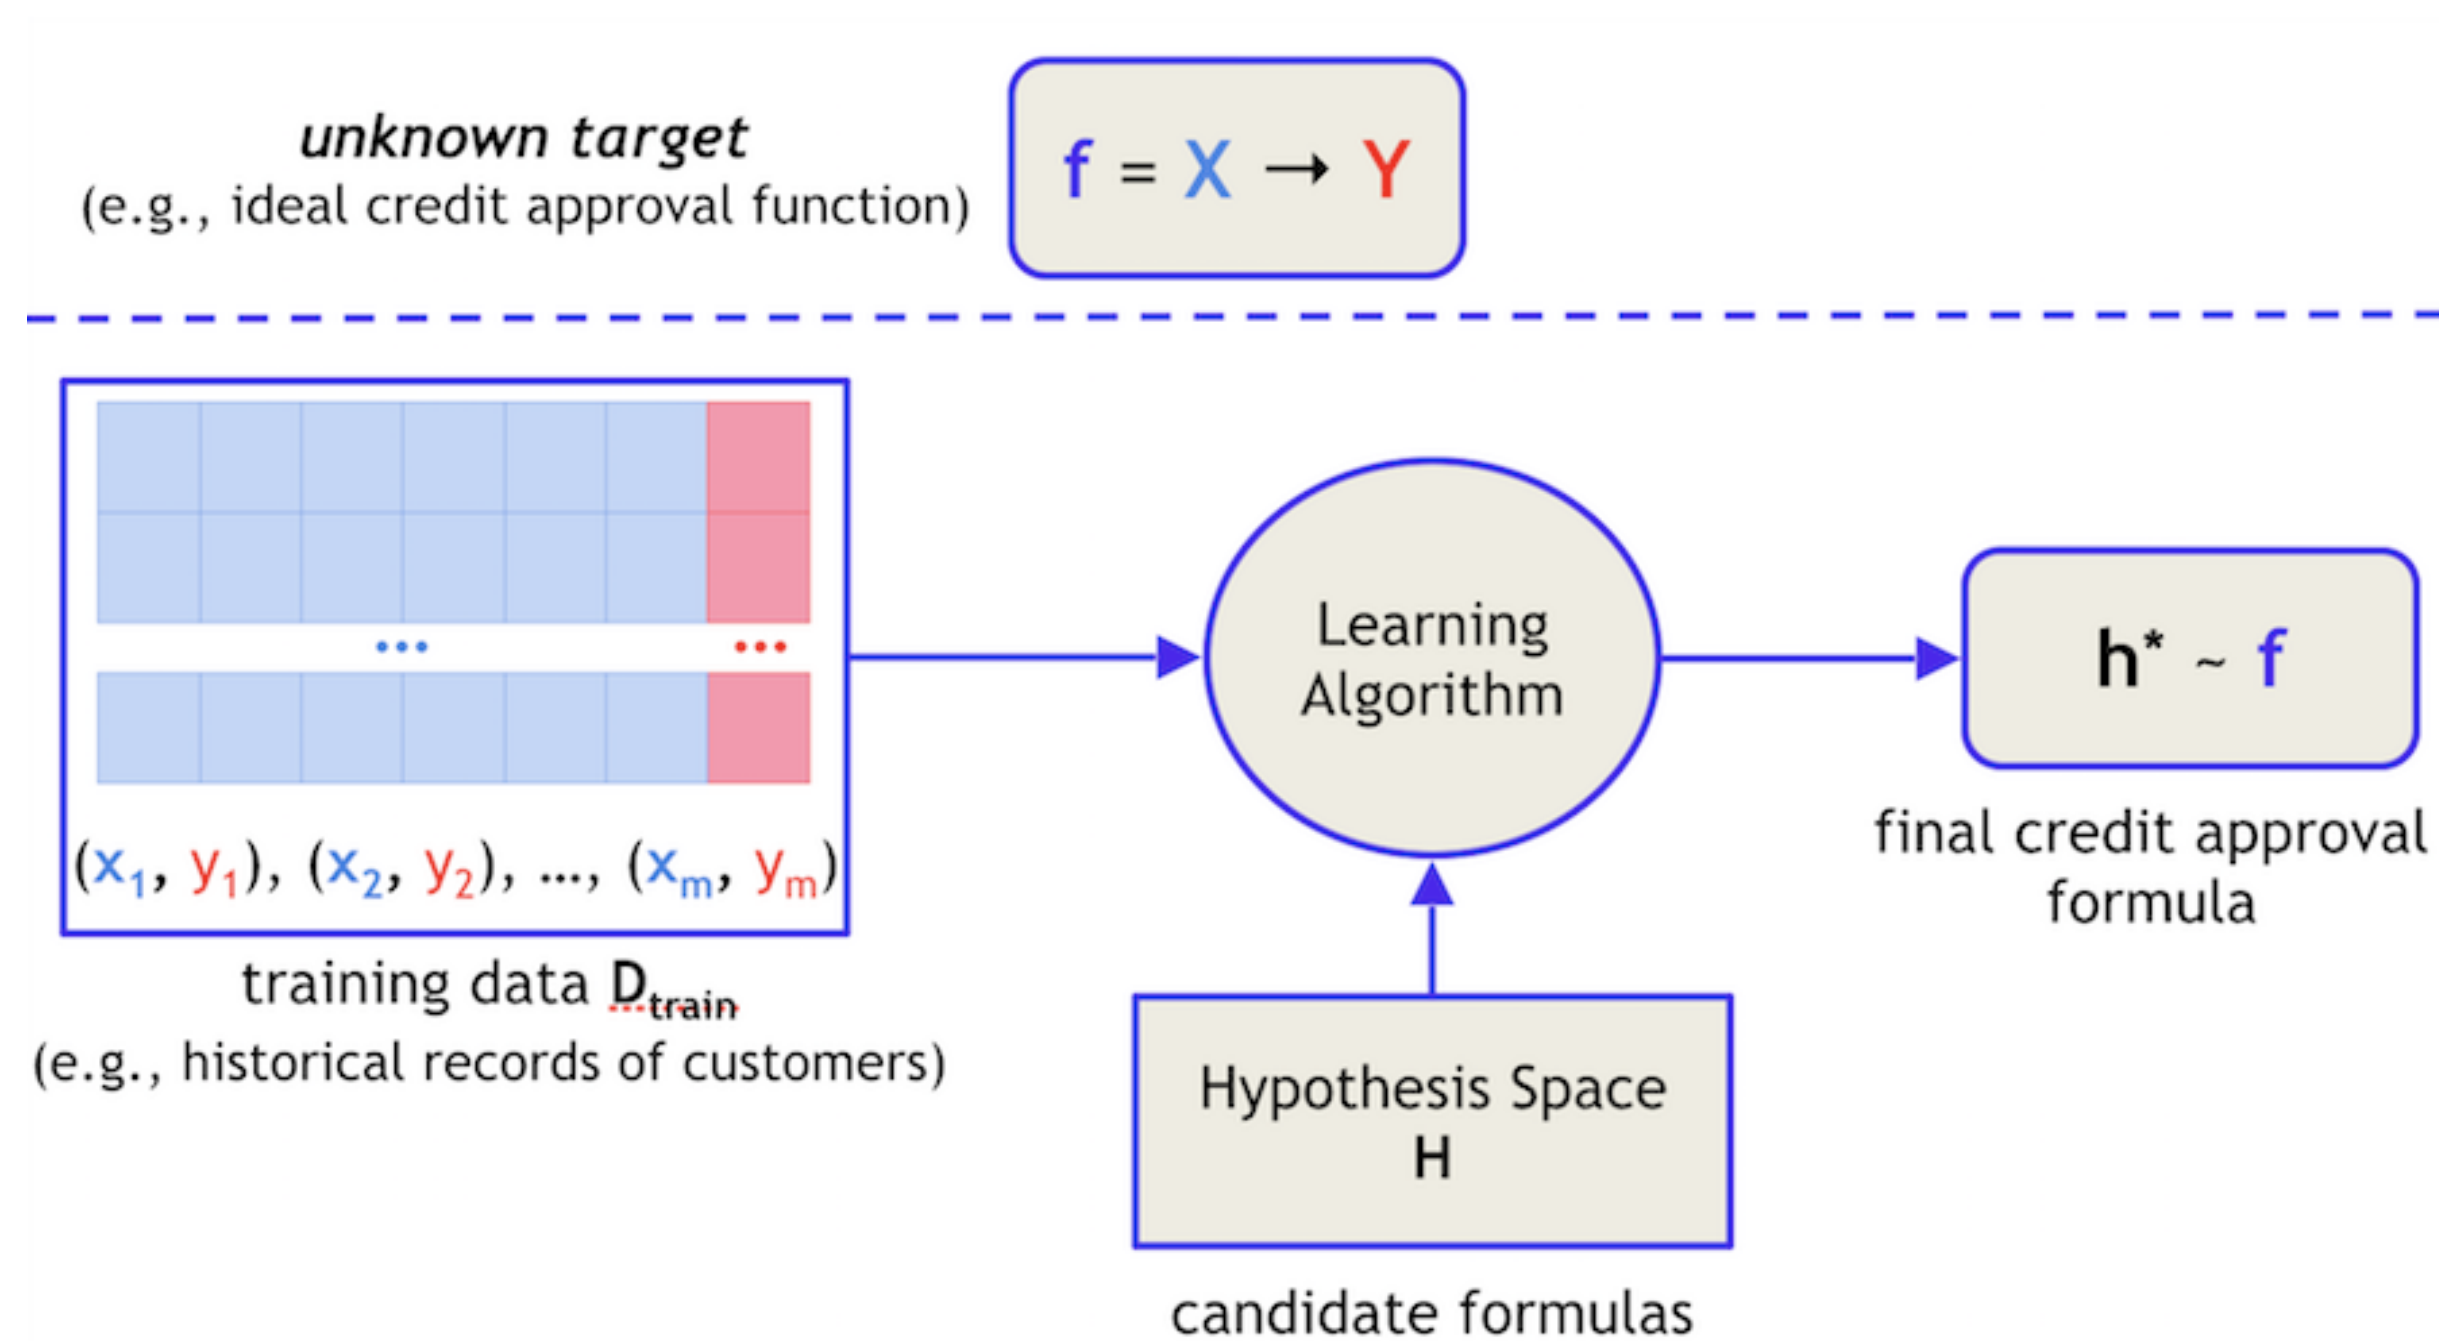 unknown target
(e.g., ideal credit approval function)
f = X → Y
...
...
(x₁, y₁), (x₂, y₂), ..., (xₘ, yₘ)
training data D_train
(e.g., historical records of customers)
Learning
Algorithm
Hypothesis Space
H
candidate formulas
h* ~ f
final credit approval
formula